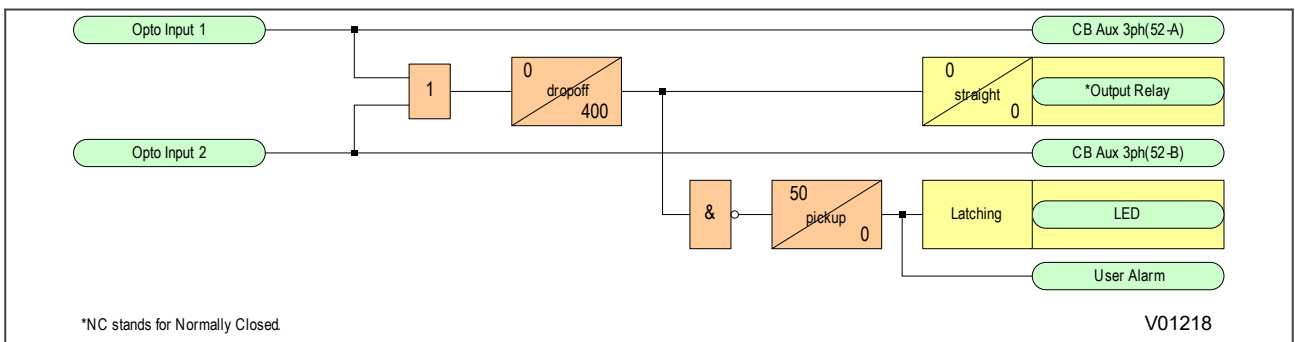 Opto Input 1
CB Aux 3ph(52-A)
1
0
dropoff
400
0
straight
0
*Output Relay
Opto Input 2
CB Aux 3ph(52-B)
&
50
pickup
0
Latching
LED
User Alarm
*NC stands for Normally Closed.
V01218